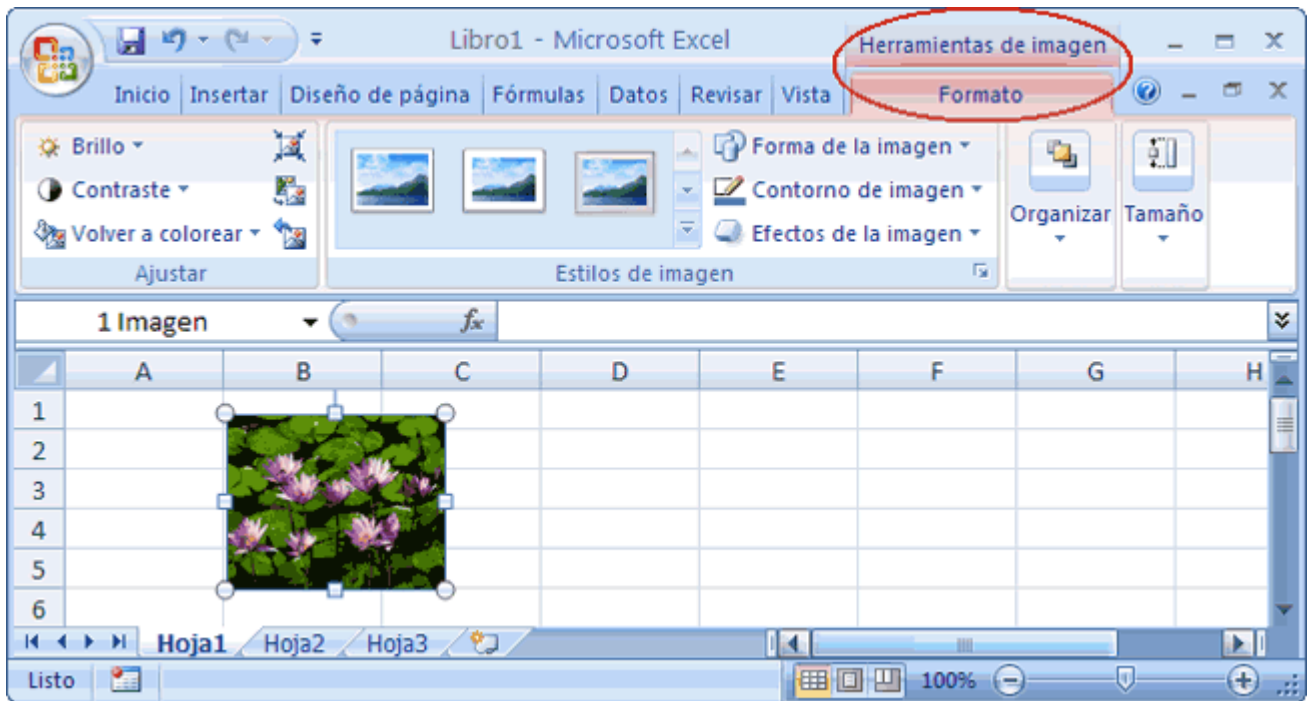 Libro1 - Microsoft Excel
Herramientas de imagen
Inicio Insertar Diseño de página Fórmulas Datos Revisar Vista Formato
Brillo
Contraste
Volver a colorear
Ajustar
Forma de la imagen
Contorno de imagen
Efectos de la imagen
Estilos de imagen
Organizar
Tamaño
1 Imagen fx
A B C D E F G H
1
2
3
4
5
6
Hoja1 Hoja2 Hoja3
Listo 100%